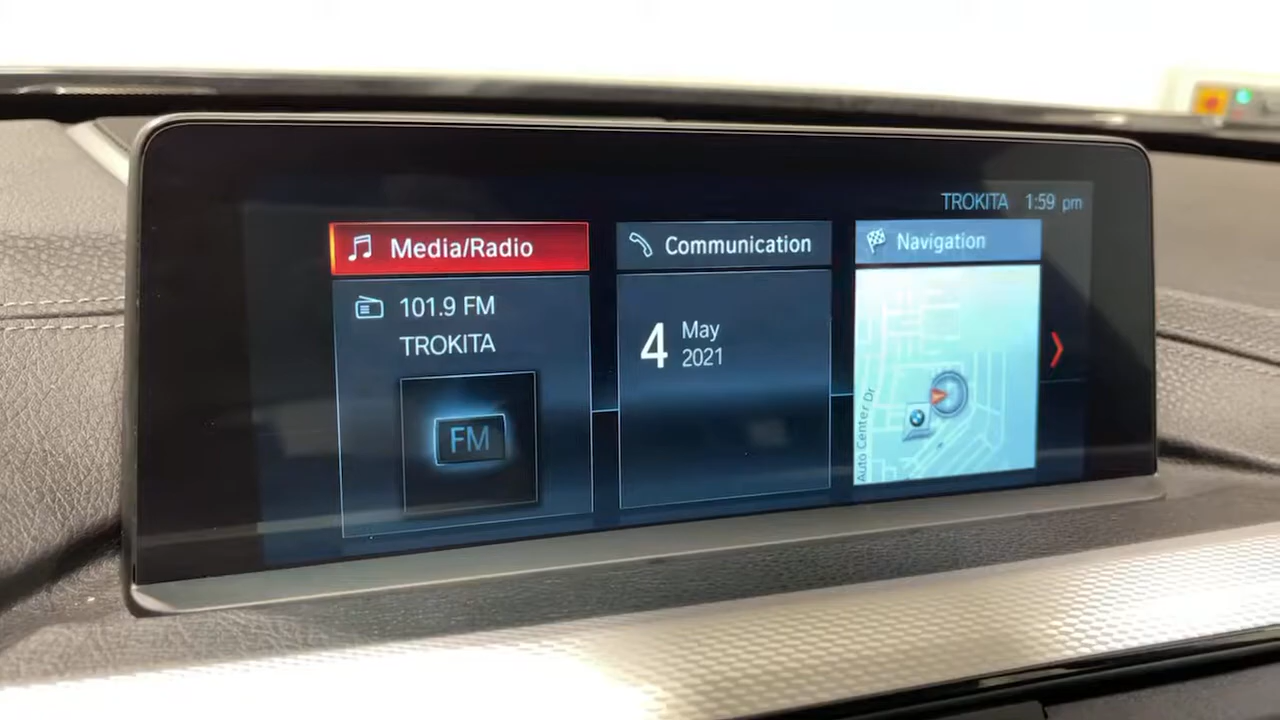 TROKITA 1:59 pm
Media/Radio
101.9 FM
TROKITA
FM
Communication
4 May
2021
Navigation
Auto Center Dr